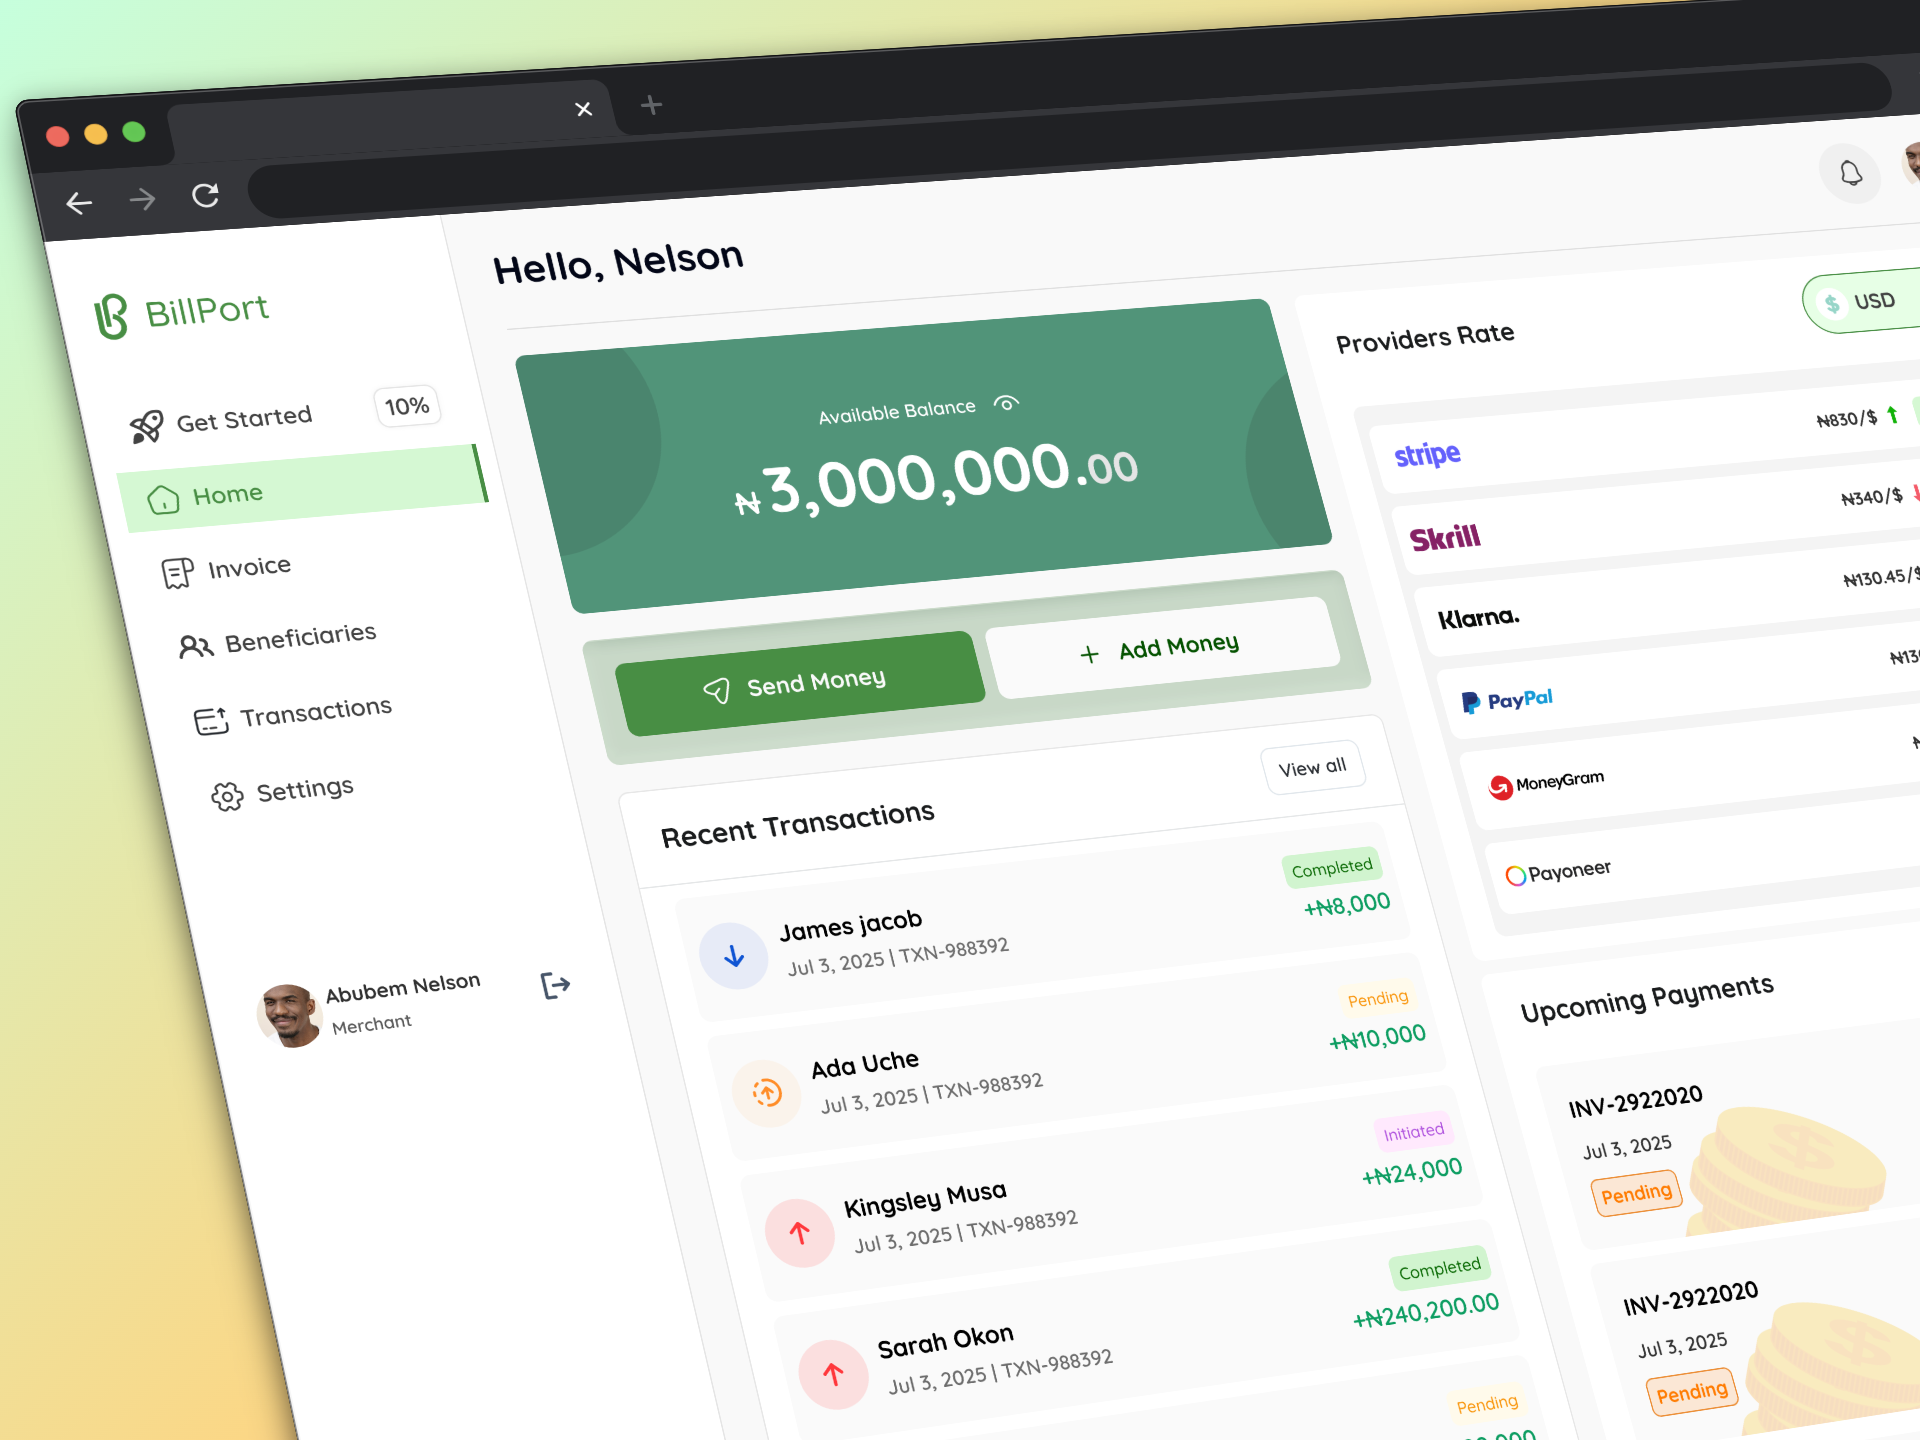 Hello, Nelson
BillPort
Get Started
10%
Home
Invoice
Beneficiaries
Transactions
Settings
Abubem Nelson
Merchant
Available Balance
₦3,000,000.00
Send Money
Add Money
Recent Transactions
View all
James jacob
Jul 3, 2025 | TXN-988392
Completed
+₦8,000
Ada Uche
Jul 3, 2025 | TXN-988392
Pending
+₦10,000
Kingsley Musa
Jul 3, 2025 | TXN-988392
Initiated
+₦24,000
Sarah Okon
Jul 3, 2025 | TXN-988392
Completed
+₦240,200.00
Pending
Providers Rate
$ USD
stripe
₦830/$
Skrill
₦340/$
Klarna.
₦130.45/$
PayPal
MoneyGram
Payoneer
Upcoming Payments
INV-2922020
Jul 3, 2025
Pending
INV-2922020
Jul 3, 2025
Pending